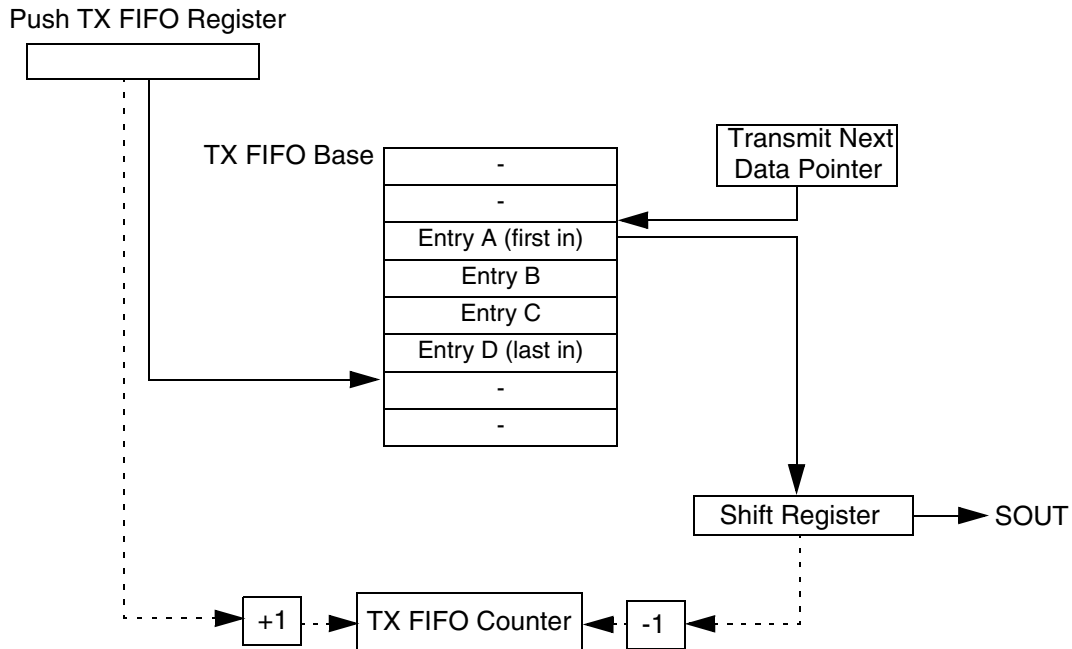 Push TX FIFO Register
TX FIFO Base
-
-
Entry A (first in)
Entry B
Entry C
Entry D (last in)
-
-
Transmit Next
Data Pointer
Shift Register
SOUT
+1
TX FIFO Counter
-1